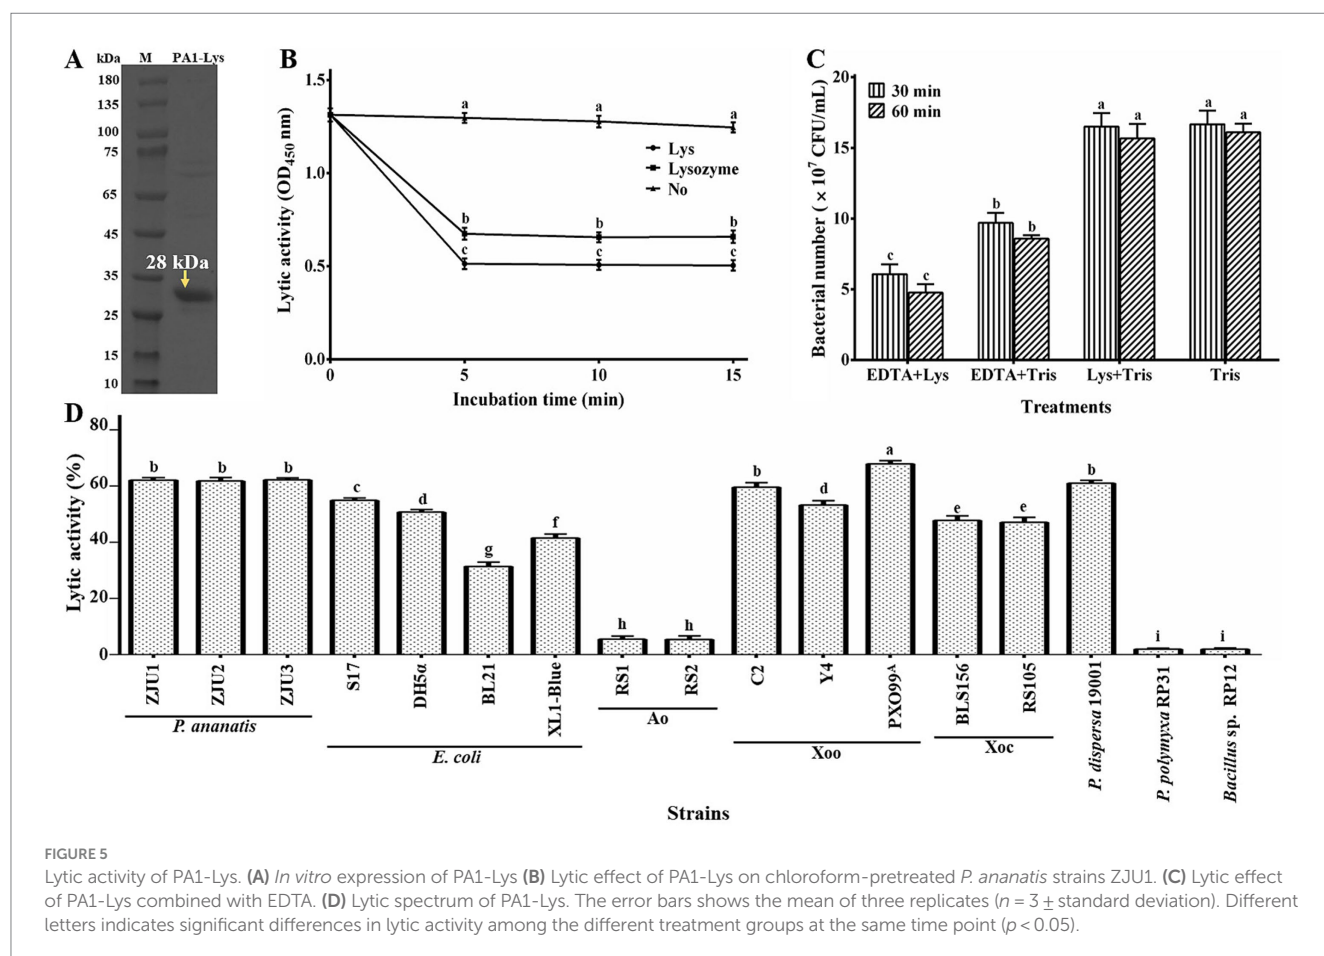 A
kDa M PA1-Lys
180
135
100
75
65
45
35
25
15
10
28 kDa
B
Lytic activity (OD450 nm)
1.5
1.0
0.5
0.0
a a a
b b b
c c c
Lys
Lysozyme
No
0 5 10 15
Incubation time (min)
C
Bacterial number ( × 10⁷ CFU/mL)
20
15
10
5
0
30 min
60 min
c c b b a a a a
EDTA+Lys EDTA+Tris Lys+Tris Tris
Treatments
D
Lytic activity (%)
80
60
40
20
0
b b b c d g f h h b d a e e b i i
ZJU1 ZJU2 ZJU3 S17 DH5α BL21 XL1-Blue RS1 RS2 C2 Y4 PXO99ᴬ BLS156 RS105 P. dispersa 19001 P. polymyxa RP31 Bacillus sp. RP12
P. ananatis E. coli Ao Xoo Xoc
Strains
FIGURE 5
Lytic activity of PA1-Lys. (A) In vitro expression of PA1-Lys (B) Lytic effect of PA1-Lys on chloroform-pretreated P. ananatis strains ZJU1. (C) Lytic effect
of PA1-Lys combined with EDTA. (D) Lytic spectrum of PA1-Lys. The error bars shows the mean of three replicates (n = 3 ± standard deviation). Different
letters indicates significant differences in lytic activity among the different treatment groups at the same time point (p < 0.05).